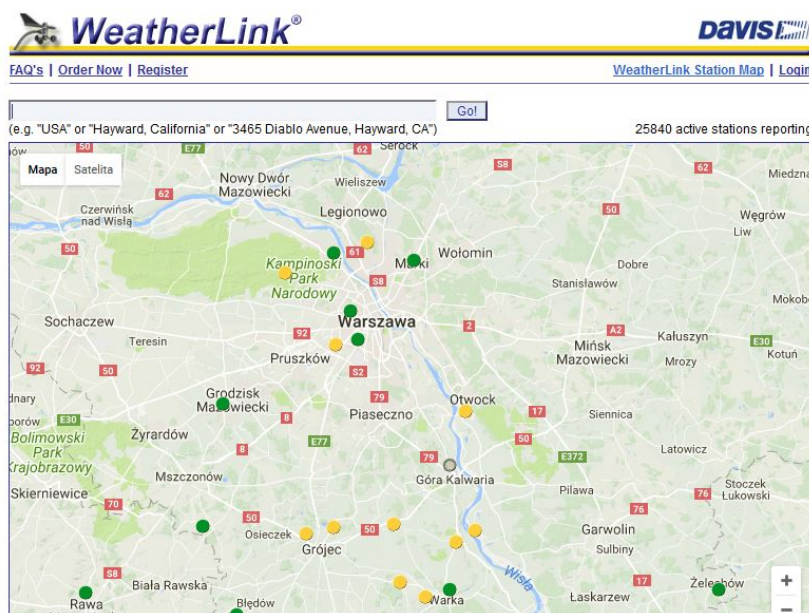 WeatherLink®
DAVIS
FAQ's | Order Now | Register
WeatherLink Station Map | Login
Go!
(e.g. "USA" or "Hayward, California" or "3465 Diablo Avenue, Hayward, CA")
25840 active stations reporting
Mapa
Satelita
50
E77
62
Serock
S8
62
Miedzna
Nowy Dwór
Mazowiecki
Wieliszew
62
62
Czerwińsk
nad Wisłą
Legionowo
50
Węgrów
Liw
50
61
Wołomin
Kampinoski
Park
Narodowy
Marki
Dobre
S8
Stanisławów
Sochaczew
Warszawa
2
92
Teresin
A2
Kałuszyn
E30
Mińsk
Mazowiecki
Mrozy
Kotuń
Pruszków
92
50
S2
Grodzisk
Mazowiecki
79
Otwock
17
8
Piaseczno
Siennica
E30
Żyrardów
E77
50
Bolimowski
Park
Krajobrazowy
8
79
E372
Latowicz
Mszczonów
Góra Kalwaria
Stoczek
Łukowski
Skierniewice
70
Pilawa
76
76
50
Osieczek
50
Garwolin
Grójec
Sulbiny
S8
Biała Rawska
Wisła
17
Żelechów
Rawa
Błędów
Warka
Łaskarzew
+
−